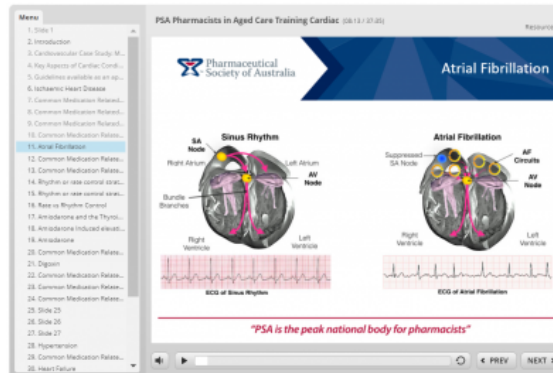 Menu
PSA Pharmacists in Aged Care Training Cardiac (08:13 / 37:05)
Resource
1. Slide 1
2. Introduction
3. Cardiovascular Case Study: M...
4. Key Aspects of Cardiac Condi...
5. Guidelines available as an op...
6. Ischaemic Heart Disease
7. Common Medication Related...
8. Common Medication Related...
9. Common Medication Related...
10. Common Medication Relate...
11. Atrial Fibrillation
12. Common Medication Relate...
13. Common Medication Relate...
14. Rhythm or rate control strat...
15. Rhythm or rate control strat...
16. Rate vs Rhythm Control
17. Amiodarone and the Thyroi...
18. Amiodarone Induced elevati...
19. Amiodarone
20. Common Medication Relate...
21. Digoxin
22. Common Medication Relate...
23. Common Medication Relate...
24. Common Medication Relate...
25. Slide 25
26. Slide 26
27. Slide 27
28. Hypertension
29. Common Medication Relate...
30. Heart Failure
Pharmaceutical
Society of Australia
Atrial Fibrillation
Sinus Rhythm
SA
Node
Right Atrium
Left Atrium
AV
Node
Bundle
Branches
Right
Ventricle
Left
Ventricle
ECG of Sinus Rhythm
Atrial Fibrillation
Suppressed
SA Node
AF
Circuits
AV
Node
Right
Ventricle
Left
Ventricle
ECG of Atrial Fibrillation
"PSA is the peak national body for pharmacists"
< PREV
NEXT >